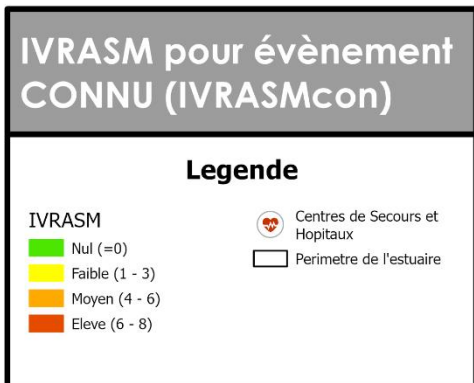 IVRASM pour évènement
CONNU (IVRASMcon)
Legende
IVRASM
Nul (=0)
Faible (1 - 3)
Moyen (4 - 6)
Eleve (6 - 8)
Centres de Secours et
Hopitaux
Perimetre de l'estuaire